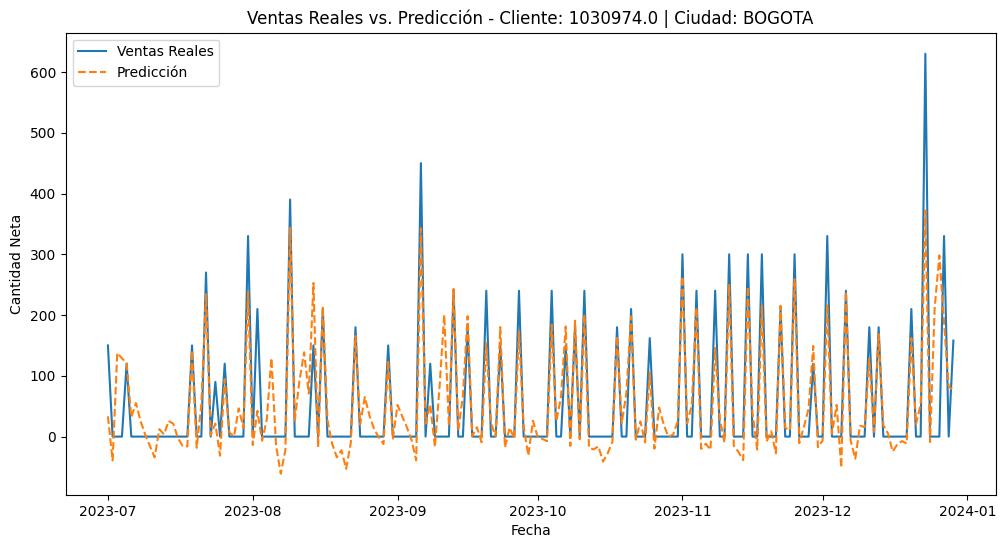 Ventas Reales vs. Predicción - Cliente: 1030974.0 | Ciudad: BOGOTA
Ventas Reales
Predicción
Cantidad Neta
600
500
400
300
200
100
0
2023-07
2023-08
2023-09
2023-10
2023-11
2023-12
2024-01
Fecha